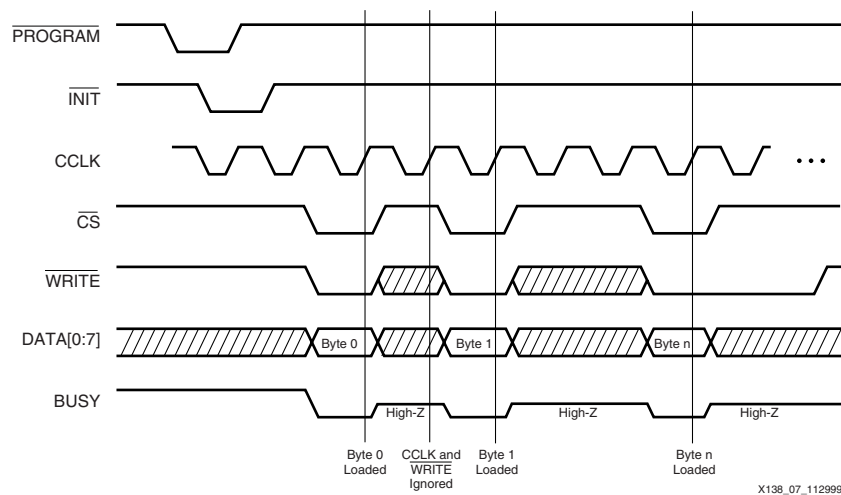 PROGRAM
INIT
CCLK
• • •
CS
WRITE
DATA[0:7]
Byte 0
Byte 1
Byte n
BUSY
High-Z
High-Z
High-Z
Byte 0
Loaded
CCLK and
WRITE
Ignored
Byte 1
Loaded
Byte n
Loaded
X138_07_112999